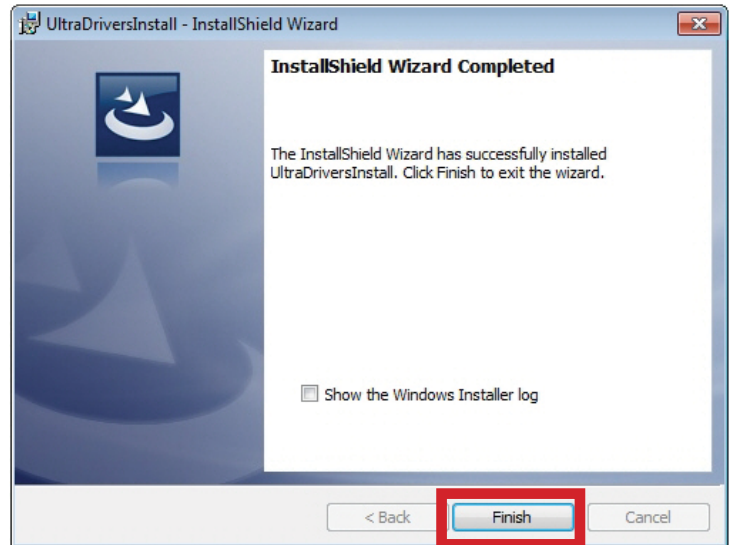 UltraDriversInstall - InstallShield Wizard
InstallShield Wizard Completed
The InstallShield Wizard has successfully installed
UltraDriversInstall. Click Finish to exit the wizard.
Show the Windows Installer log
< Back Finish Cancel